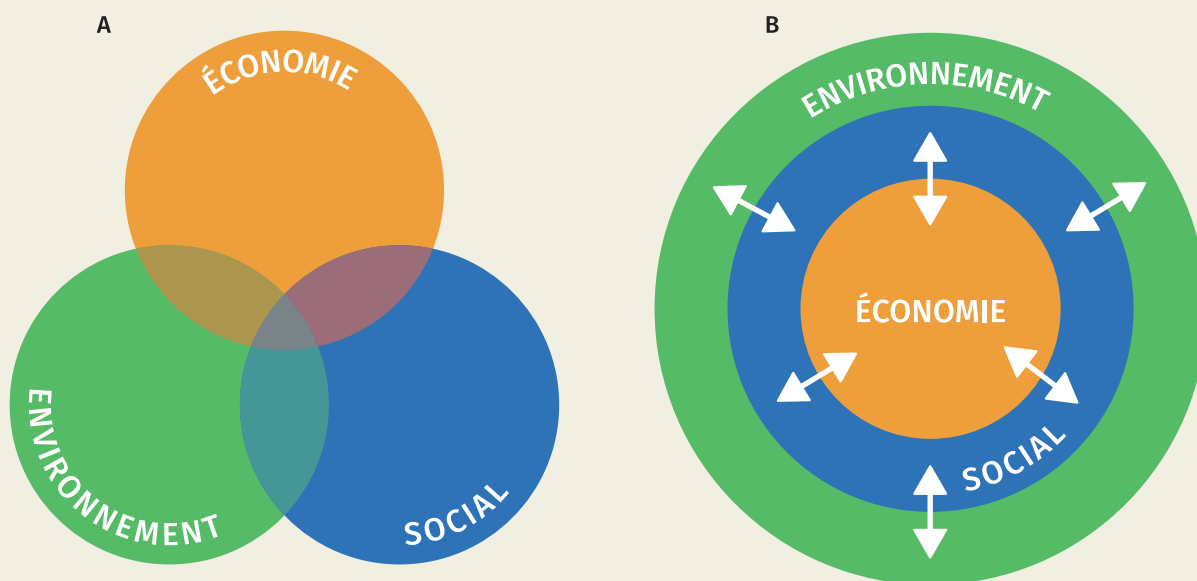 A
ÉCONOMIE
ENVIRONNEMENT
SOCIAL
B
ENVIRONNEMENT
ÉCONOMIE
SOCIAL